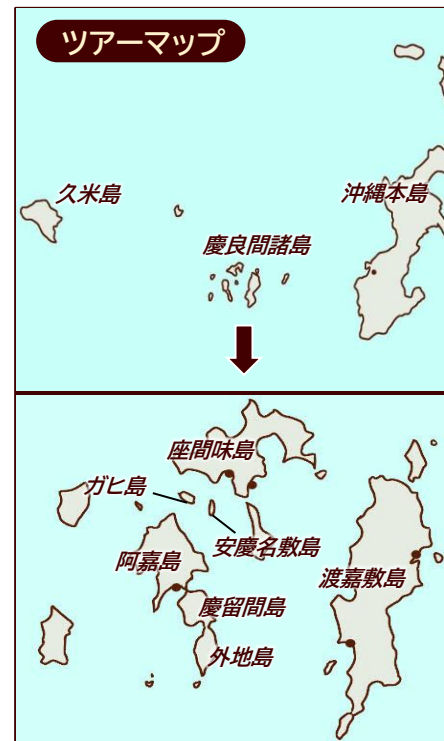 ツアーマップ
久米島
沖縄本島
慶良間諸島
座間味島
ガヒ島
安慶名敷島
阿嘉島
渡嘉敷島
慶留間島
外地島